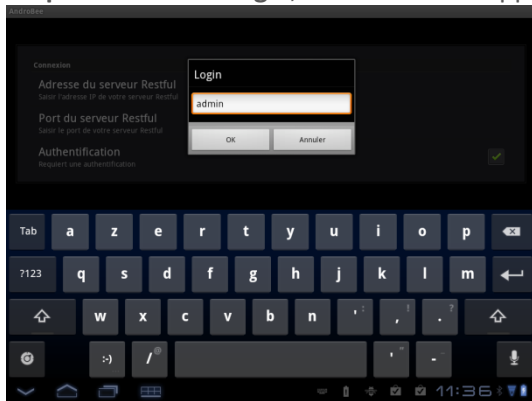 AndroBee
Connexion
Adresse du serveur Restful
Saisir l'adresse IP de votre serveur Restful
Port du serveur Restful
Saisir le port de votre serveur Restful
Authentification
Requiert une authentification
Login
admin
OK Annuler
Tab a z e r t y u i o p
?123 q s d f g h j k l m
w x c v b n ' : , ! . ?
:-) / @ ' " - _
11:36